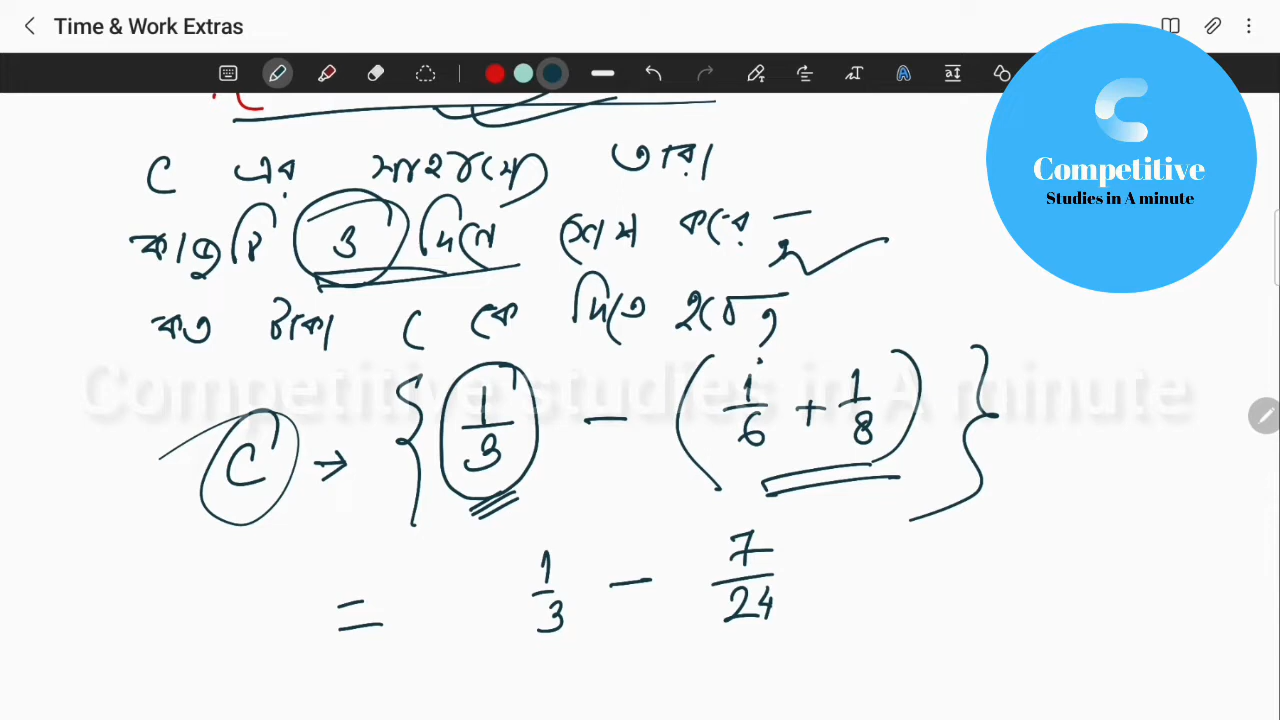 Time & Work Extras
Competitive
Studies in A minute
C এর সাহায্যে তারা
কাজটি 3 দিনে শেষ করে
কত টাকা C কে দিতে হবে?
Competitive studies in A minute
C → { 1/3 − ( 1/6 + 1/8 ) }
= 1/3 − 7/24